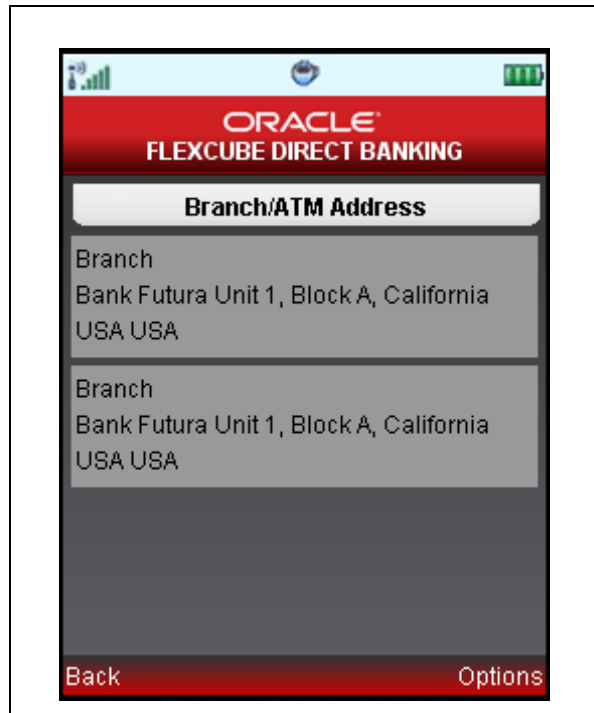 ORACLE
FLEXCUBE DIRECT BANKING
Branch/ATM Address
Branch
Bank Futura Unit 1, Block A, California
USA USA
Branch
Bank Futura Unit 1, Block A, California
USA USA
Back Options